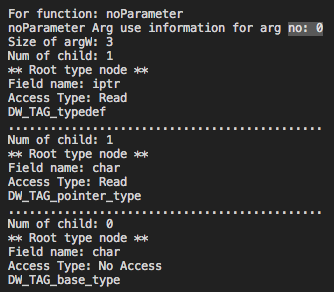 For function: noParameter
noParameter Arg use information for arg no: 0
Size of argW: 3
Num of child: 1
** Root type node **
Field name: iptr
Access Type: Read
DW_TAG_typedef
.............................................
Num of child: 1
** Root type node **
Field name: char
Access Type: Read
DW_TAG_pointer_type
.............................................
Num of child: 0
** Root type node **
Field name: char
Access Type: No Access
DW_TAG_base_type